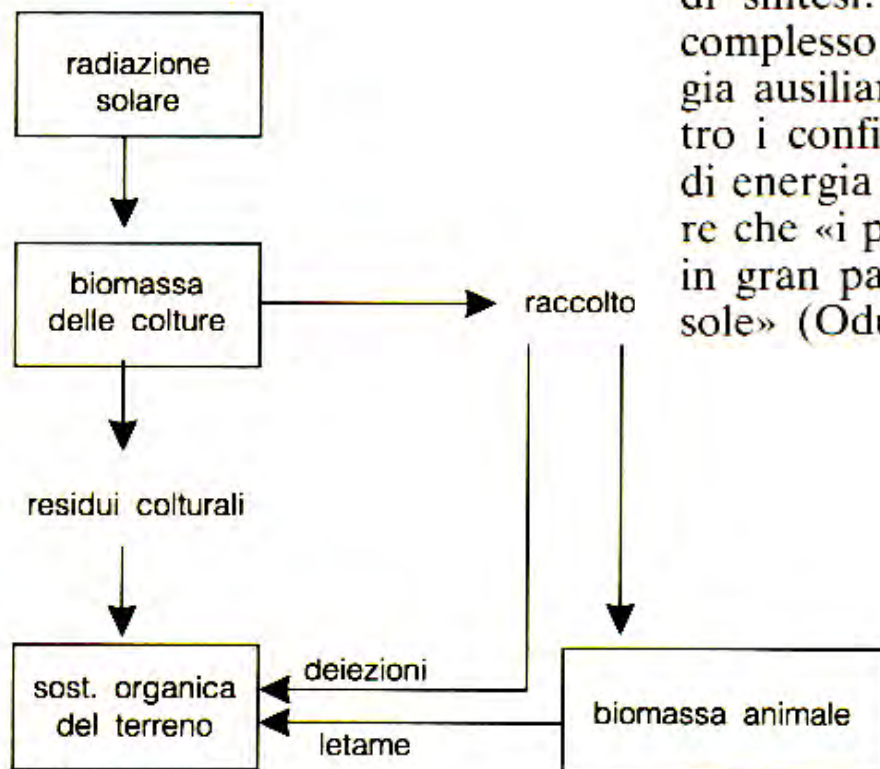 radiazione
solare
biomassa
delle colture
raccolto
residui colturali
sost. organica
del terreno
deiezioni
letame
biomassa animale
di sintesi.
complesso
gia ausiliar
tro i confi
di energia
re che «i p
in gran pa
sole» (Odu